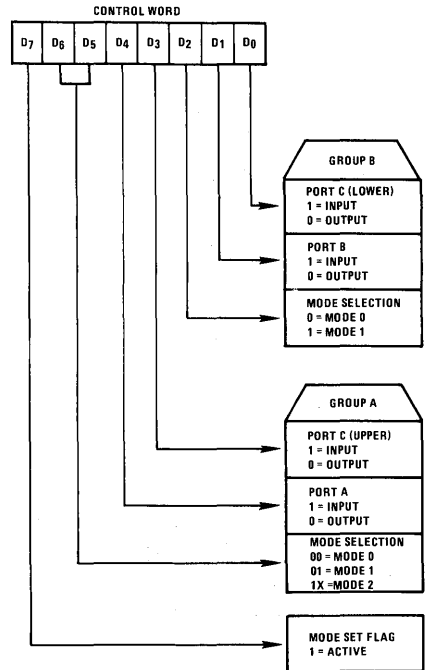 CONTROL WORD
D7 D6 D5 D4 D3 D2 D1 D0
GROUP B
PORT C (LOWER)
1 = INPUT
0 = OUTPUT
PORT B
1 = INPUT
0 = OUTPUT
MODE SELECTION
0 = MODE 0
1 = MODE 1
GROUP A
PORT C (UPPER)
1 = INPUT
0 = OUTPUT
PORT A
1 = INPUT
0 = OUTPUT
MODE SELECTION
00 = MODE 0
01 = MODE 1
1X =MODE 2
MODE SET FLAG
1 = ACTIVE